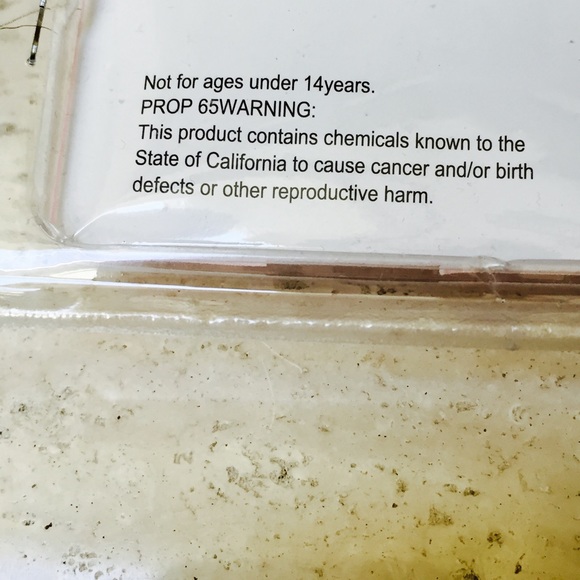 Not for ages under 14years.
PROP 65WARNING:
This product contains chemicals known to the
State of California to cause cancer and/or birth
defects or other reproductive harm.